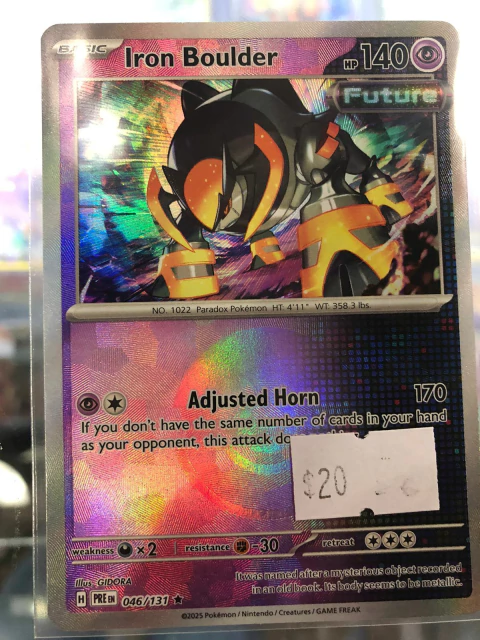 BASIC Iron Boulder HP 140
Future
NO. 1022 Paradox Pokémon HT: 4'11" WT: 358.3 lbs
Adjusted Horn 170
If you don't have the same number of cards in your hand
as your opponent, this attack do
$20
weakness ×2 resistance -30 retreat
Illus. GIDORA
It was named after a mysterious object recorded
in an old book. Its body seems to be metallic.
H PRE EN 046/131 ★
©2025 Pokémon / Nintendo / Creatures / GAME FREAK